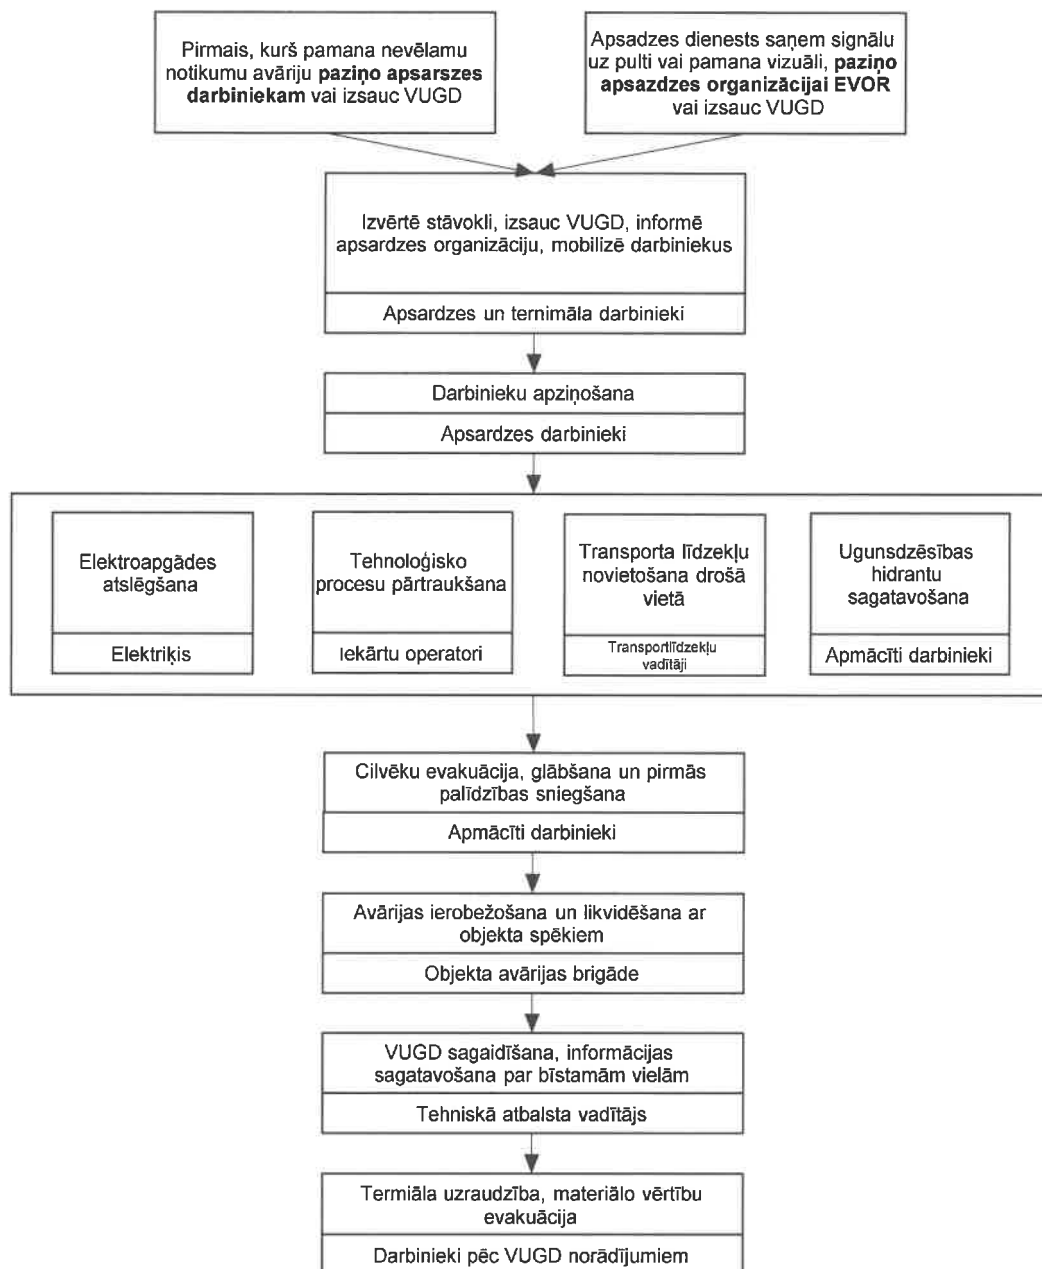 Pirmais, kurš pamana nevēlamu
notikumu avāriju paziņo apsarszes
darbiniekam vai izsauc VUGD
Apsadzes dienests saņem signālu
uz pulti vai pamana vizuāli, paziņo
apsazdzes organizācijai EVOR
vai izsauc VUGD
Izvērtē stāvokli, izsauc VUGD, informē
apsardzes organizāciju, mobilizē darbiniekus
Apsardzes un ternimāla darbinieki
Darbinieku apziņošana
Apsardzes darbinieki
Elektroapgādes
atslēgšana
Elektriķis
Tehnoloģisko
procesu pārtraukšana
Iekārtu operatori
Transporta līdzekļu
novietošana drošā
vietā
Transportlīdzekļu
vadītāji
Ugunsdzēsības
hidrantu
sagatavošana
Apmācīti darbinieki
Cilvēku evakuācija, glābšana un pirmās
palīdzības sniegšana
Apmācīti darbinieki
Avārijas ierobežošana un likvidēšana ar
objekta spēkiem
Objekta avārijas brigāde
VUGD sagaidīšana, informācijas
sagatavošana par bīstamām vielām
Tehniskā atbalsta vadītājs
Termiāla uzraudzība, materiālo vērtību
evakuācija
Darbinieki pēc VUGD norādījumiem